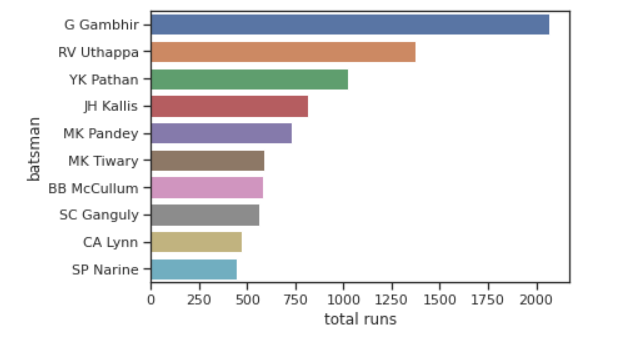 G Gambhir
RV Uthappa
YK Pathan
JH Kallis
MK Pandey
MK Tiwary
BB McCullum
SC Ganguly
CA Lynn
SP Narine
batsman
0 250 500 750 1000 1250 1500 1750 2000
total runs